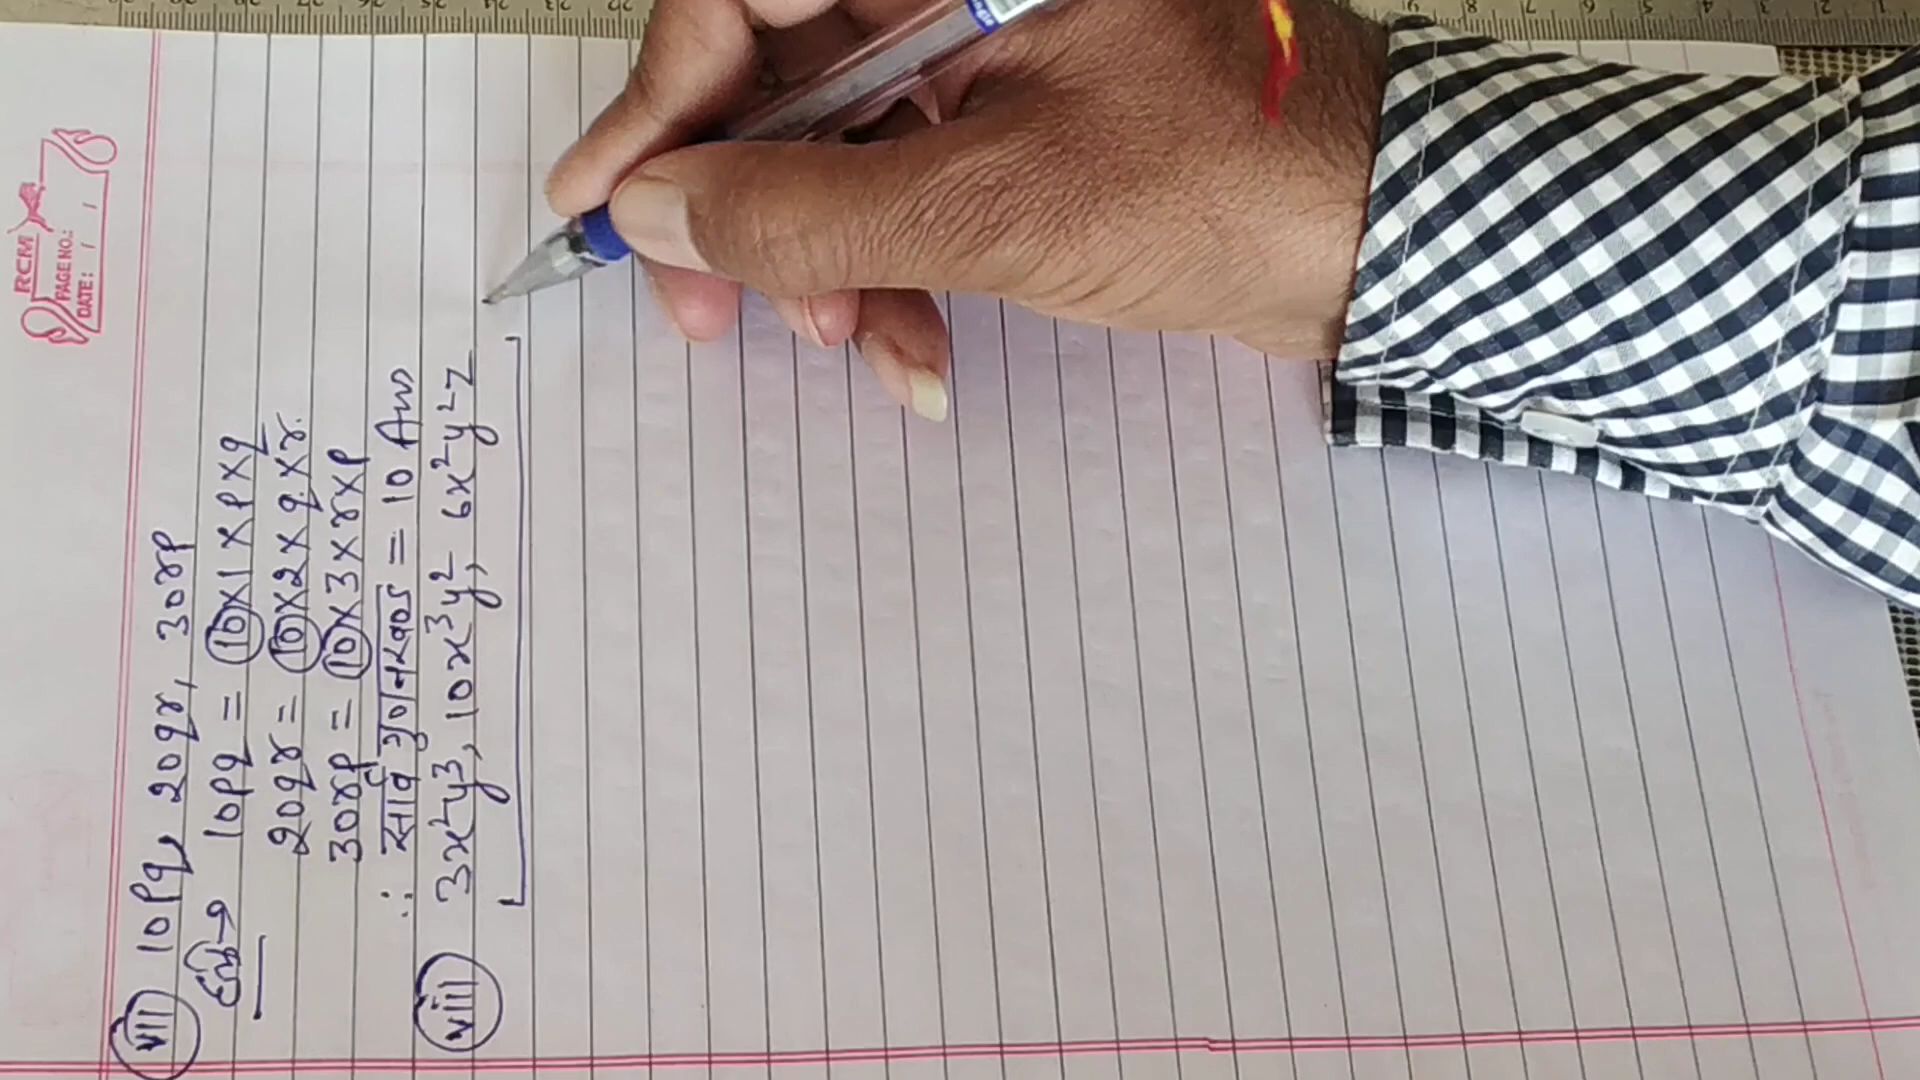 RCM
PAGE NO.:
DATE: / /
vii 10pq, 20qr, 30rp
हल→ 10pq = 10×1×p×q
20qr = 10×2×q×r.
30rp = 10×3×r×p
∴ सार्व गुणनखण्ड = 10 Ans
viii 3x²y³, 10x³y², 6x²y²z